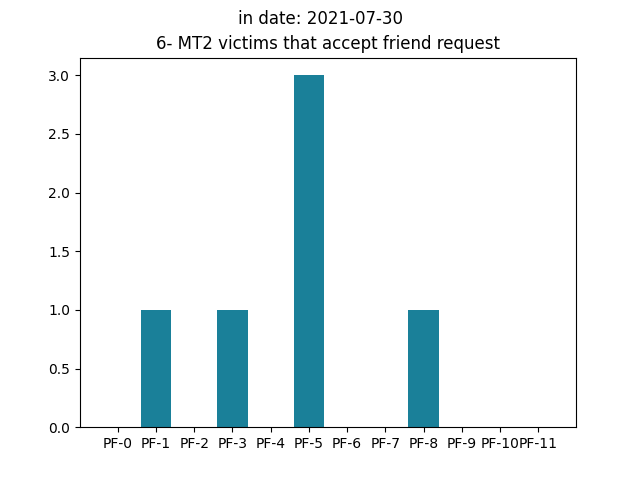 in date: 2021-07-30
6- MT2 victims that accept friend request
3.0
2.5
2.0
1.5
1.0
0.5
0.0
PF-0 PF-1 PF-2 PF-3 PF-4 PF-5 PF-6 PF-7 PF-8 PF-9 PF-10 PF-11